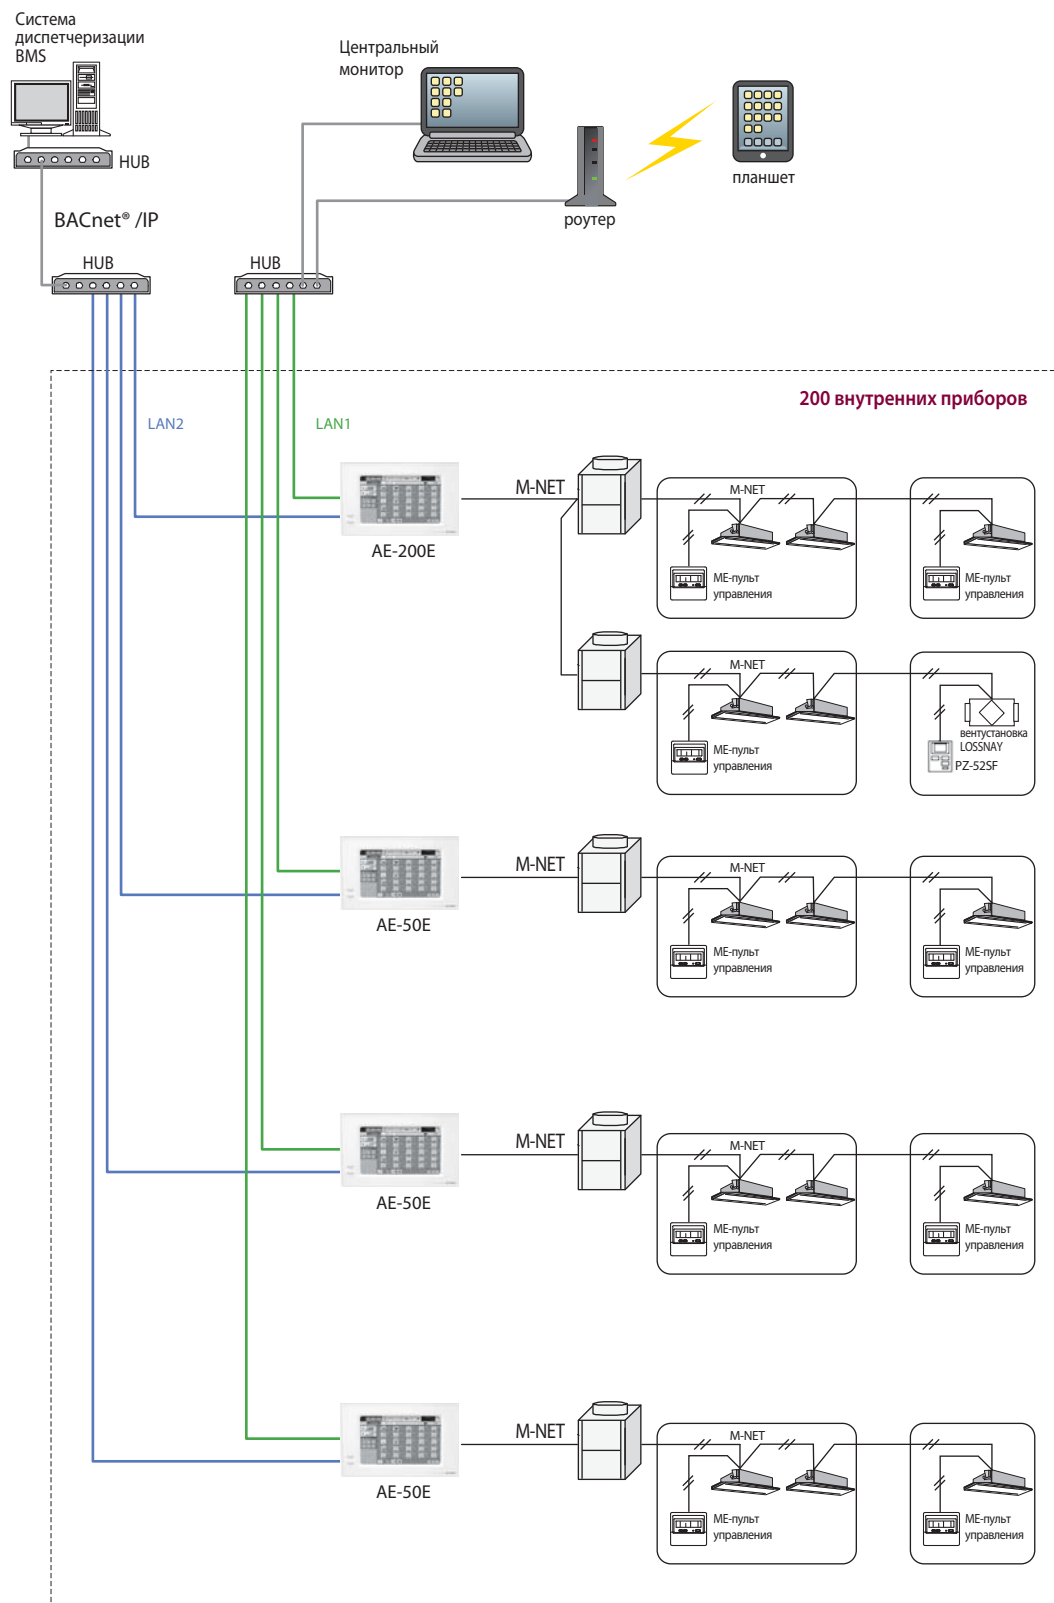 Система
диспетчеризации
BMS
HUB
Центральный
монитор
роутер
планшет
BACnet® /IP
HUB
HUB
200 внутренних приборов
LAN2
LAN1
AE-200E
M-NET
M-NET
ME-пульт
управления
ME-пульт
управления
M-NET
ME-пульт
управления
вентустановка
LOSSNAY
PZ-52SF
AE-50E
M-NET
M-NET
ME-пульт
управления
ME-пульт
управления
AE-50E
M-NET
M-NET
ME-пульт
управления
ME-пульт
управления
AE-50E
M-NET
M-NET
ME-пульт
управления
ME-пульт
управления